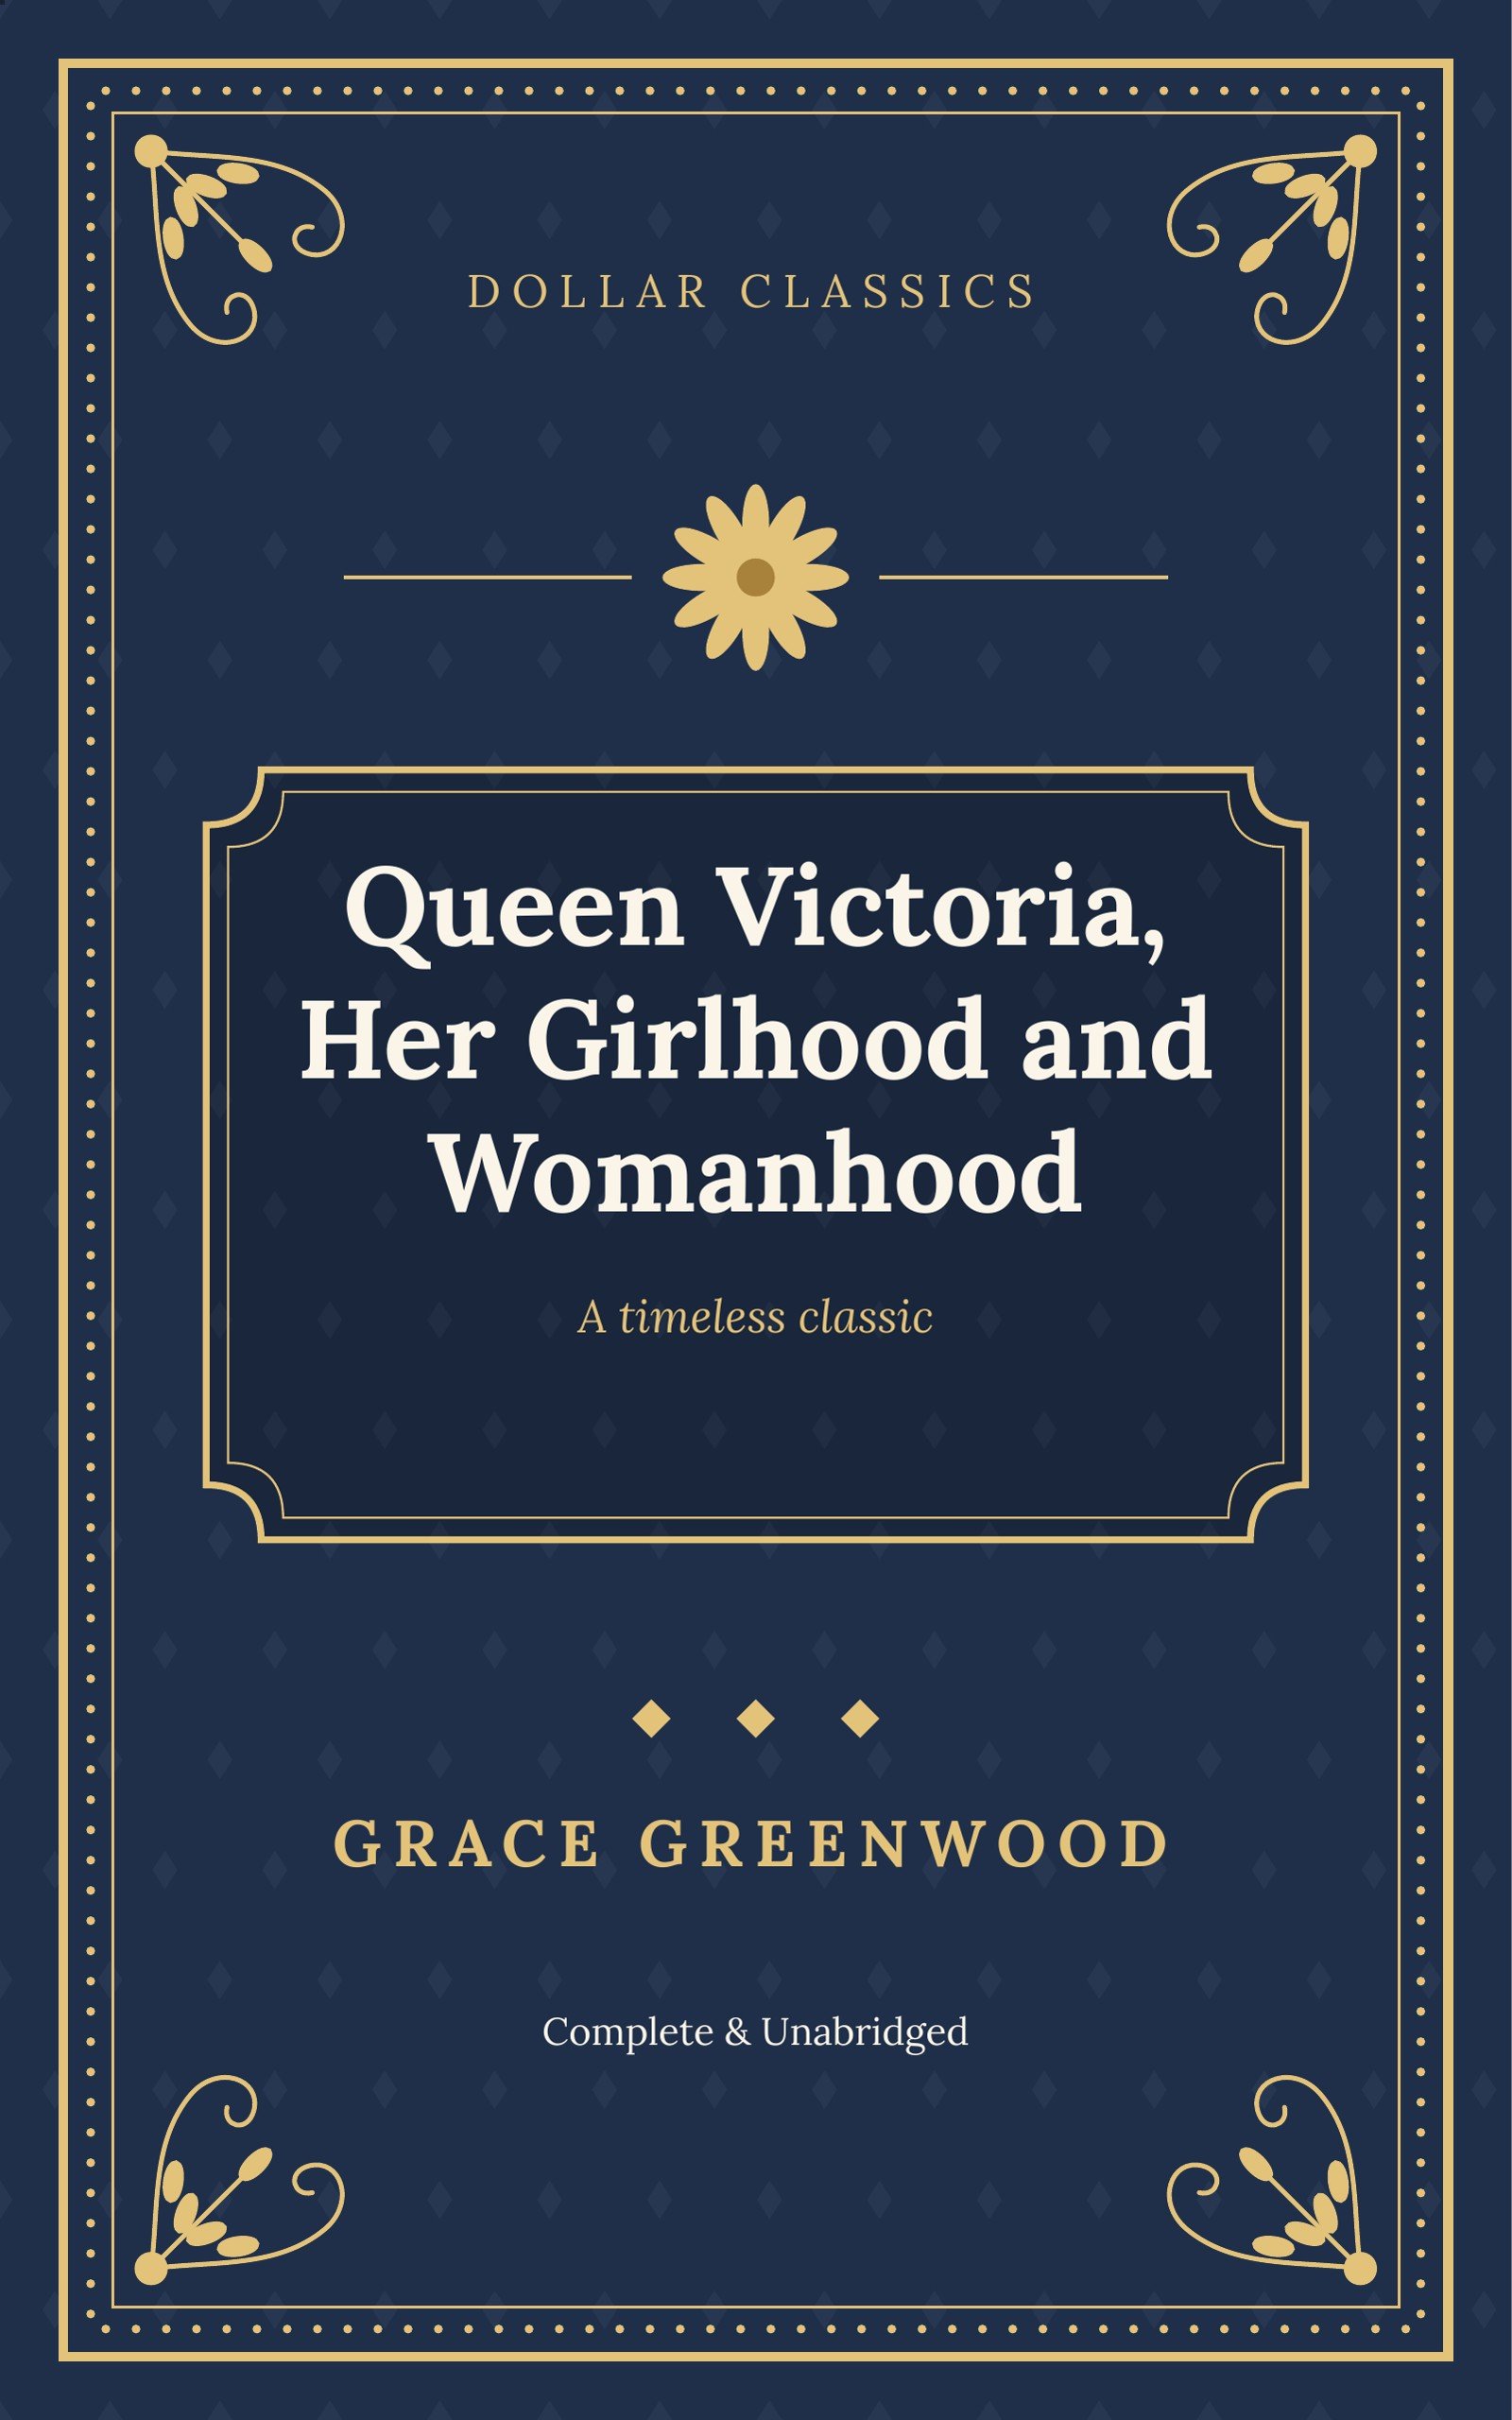 DOLLAR CLASSICS
Queen Victoria,
Her Girlhood and
Womanhood
A timeless classic
GRACE GREENWOOD
Complete & Unabridged